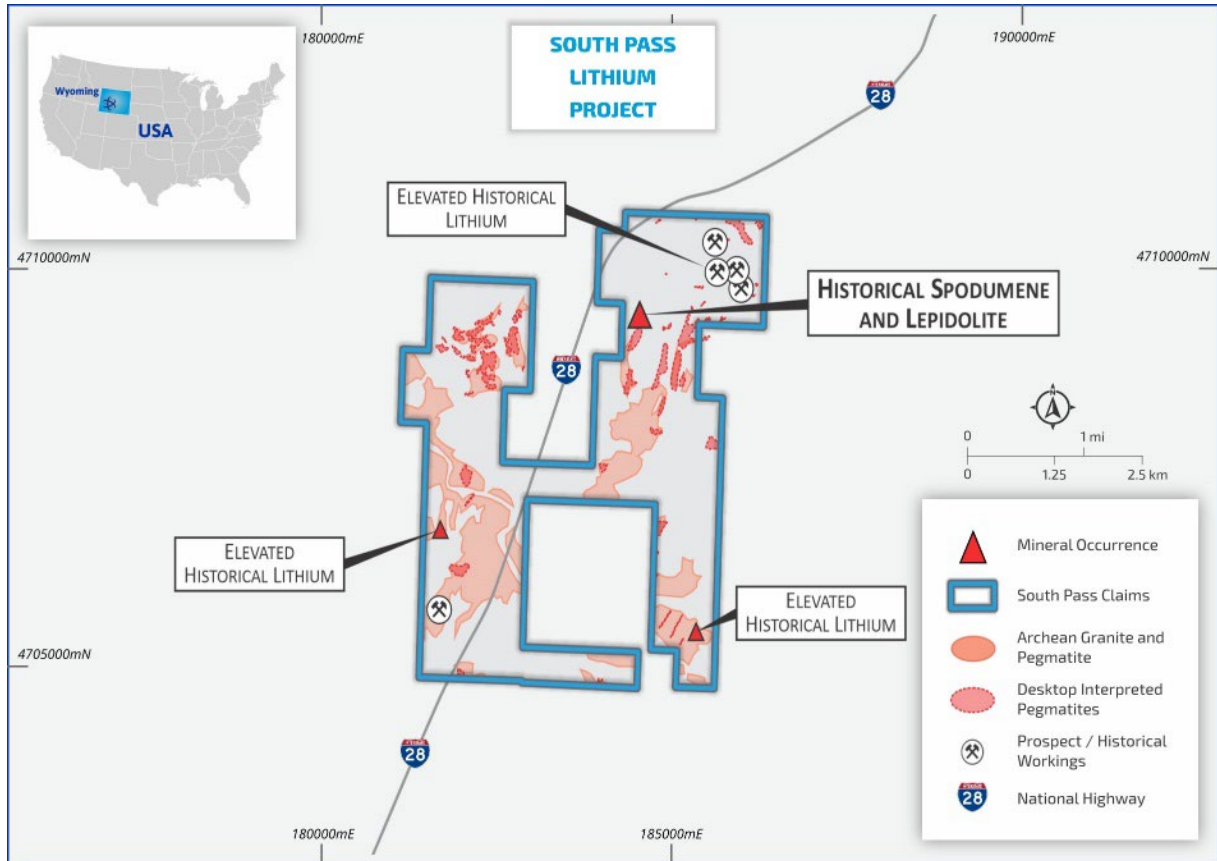 180000mE
190000mE
SOUTH PASS
LITHIUM
PROJECT
Wyoming
USA
28
ELEVATED HISTORICAL
LITHIUM
4710000mN
4710000mN
HISTORICAL SPODUMENE
AND LEPIDOLITE
28
N
0
1 mi
0
1.25
2.5 km
ELEVATED
HISTORICAL LITHIUM
ELEVATED
HISTORICAL LITHIUM
Mineral Occurrence
South Pass Claims
Archean Granite and
Pegmatite
Desktop Interpreted
Pegmatites
Prospect / Historical
Workings
28
National Highway
4705000mN
4705000mN
28
180000mE
185000mE